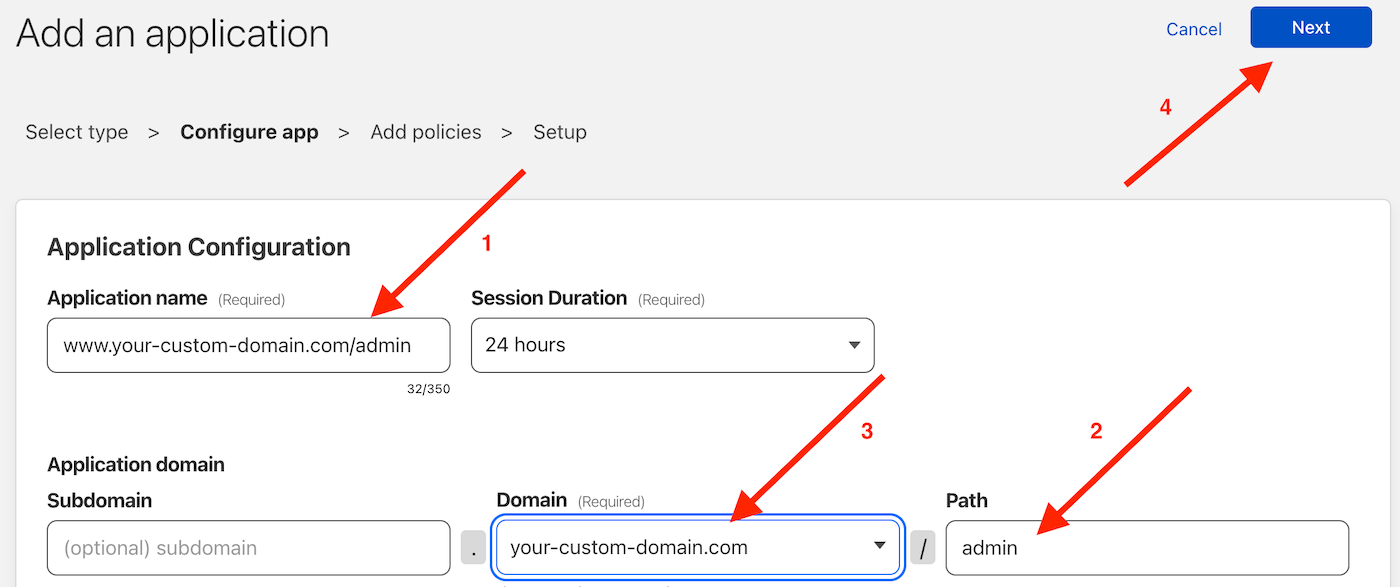 Add an application
Cancel
Next
4
Select type > Configure app > Add policies > Setup
1
Application Configuration
Application name (Required)
Session Duration (Required)
www.your-custom-domain.com/admin
24 hours
32/350
3
2
Application domain
Subdomain
Domain (Required)
Path
(optional) subdomain
.
your-custom-domain.com
/
admin